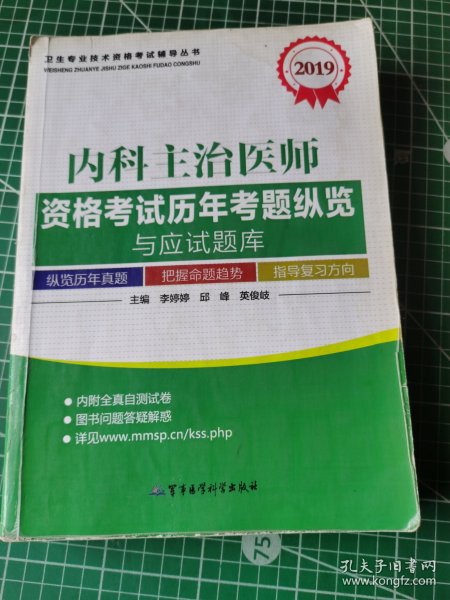 卫生专业技术资格考试辅导丛书
WEISHENG ZHUANYE JISHU ZIGE KAOSHI FUDAO CONGSHU
2019
内科主治医师
资格考试历年考题纵览
与应试题库
纵览历年真题 把握命题趋势 指导复习方向
主编 李婷婷 邱峰 英俊岐
●内附全真自测试卷
●图书问题答疑解惑
●详见www.mmsp.cn/kss.php
军事医学科学出版社
75
孔夫子旧书网
www.kongfz.com